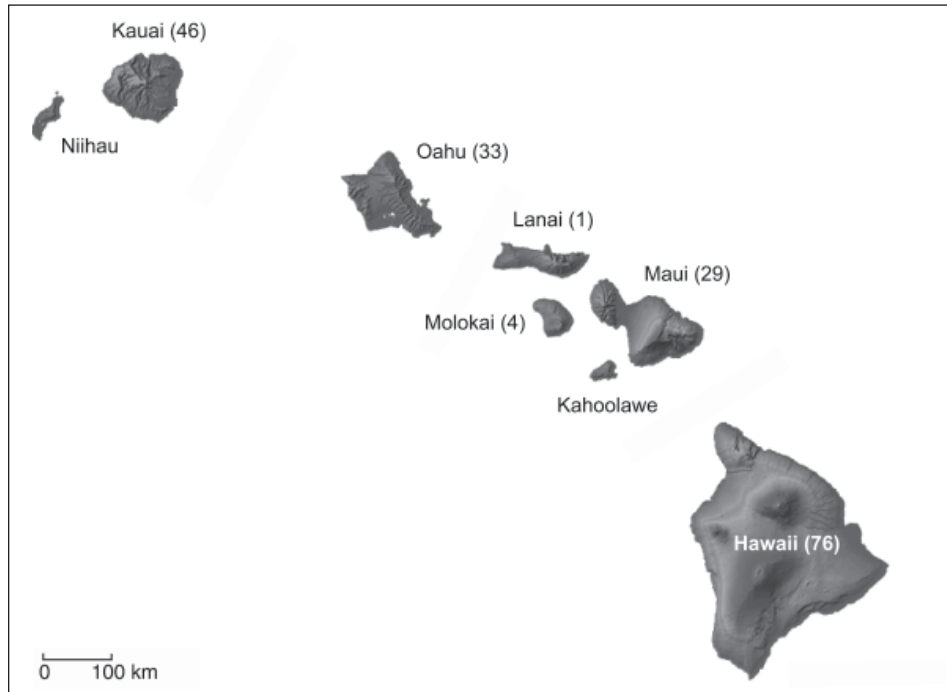 Kauai (46)
Niihau
Oahu (33)
Lanai (1)
Maui (29)
Molokai (4)
Kahoolawe
Hawaii (76)
0 100 km